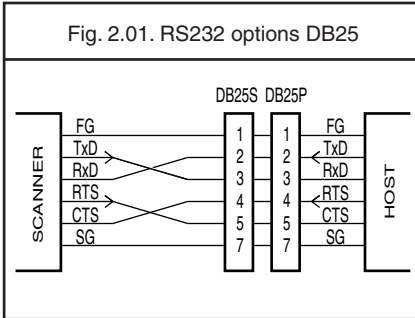 Fig. 2.01. RS232 options DB25
DB25S DB25P
FG 1 1 FG
TxD 2 2 TxD
RxD 3 3 RxD
RTS 4 4 RTS
CTS 5 5 CTS
SG 7 7 SG
SCANNER
HOST